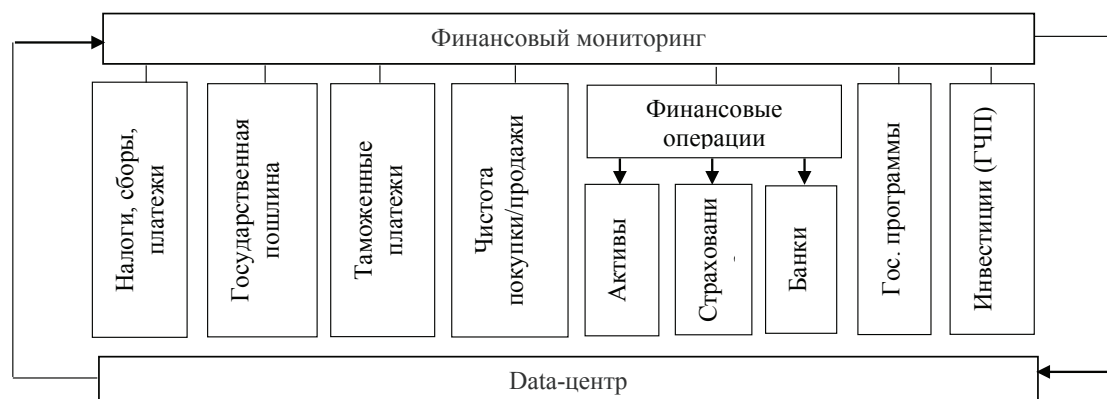 Финансовый мониторинг
Налоги, сборы,
платежи
Государственная
пошлина
Таможенные
платежи
Чистота
покупки/продажи
Финансовые
операции
Активы
Страховани
Банки
Гос. программы
Инвестиции (ГЧП)
Data-центр